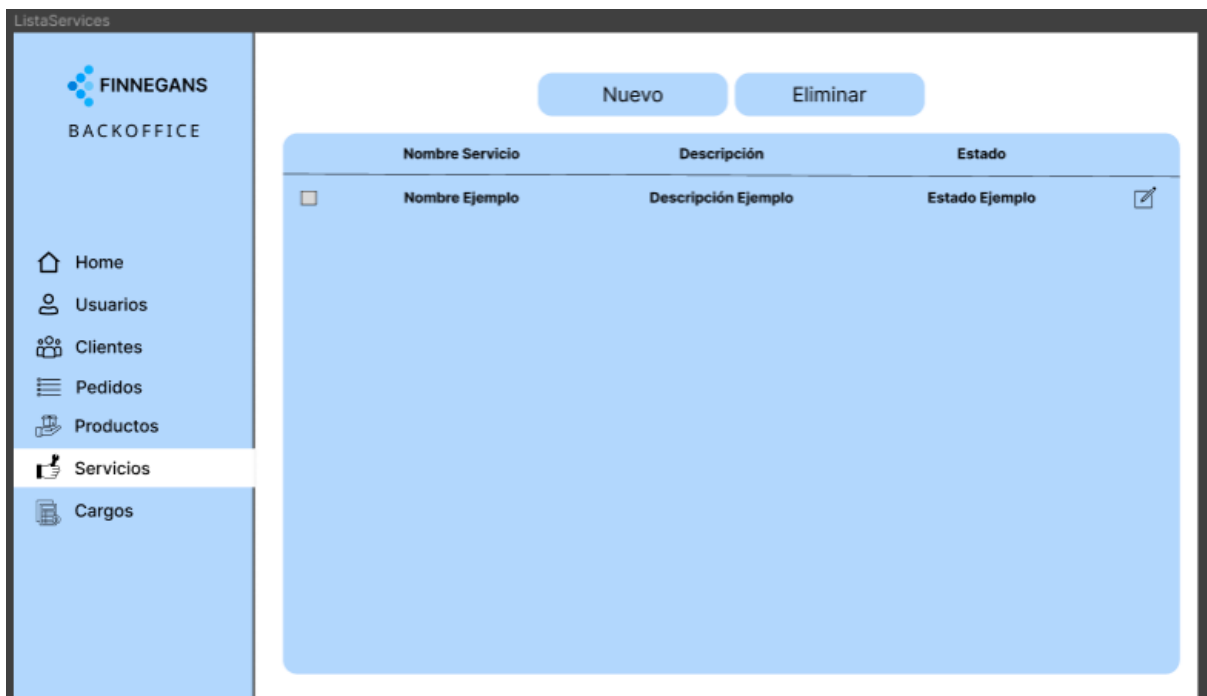 ListaServices
FINNEGANS
BACKOFFICE
Home
Usuarios
Clientes
Pedidos
Productos
Servicios
Cargos
Nuevo Eliminar
Nombre Servicio Descripción Estado
Nombre Ejemplo Descripción Ejemplo Estado Ejemplo